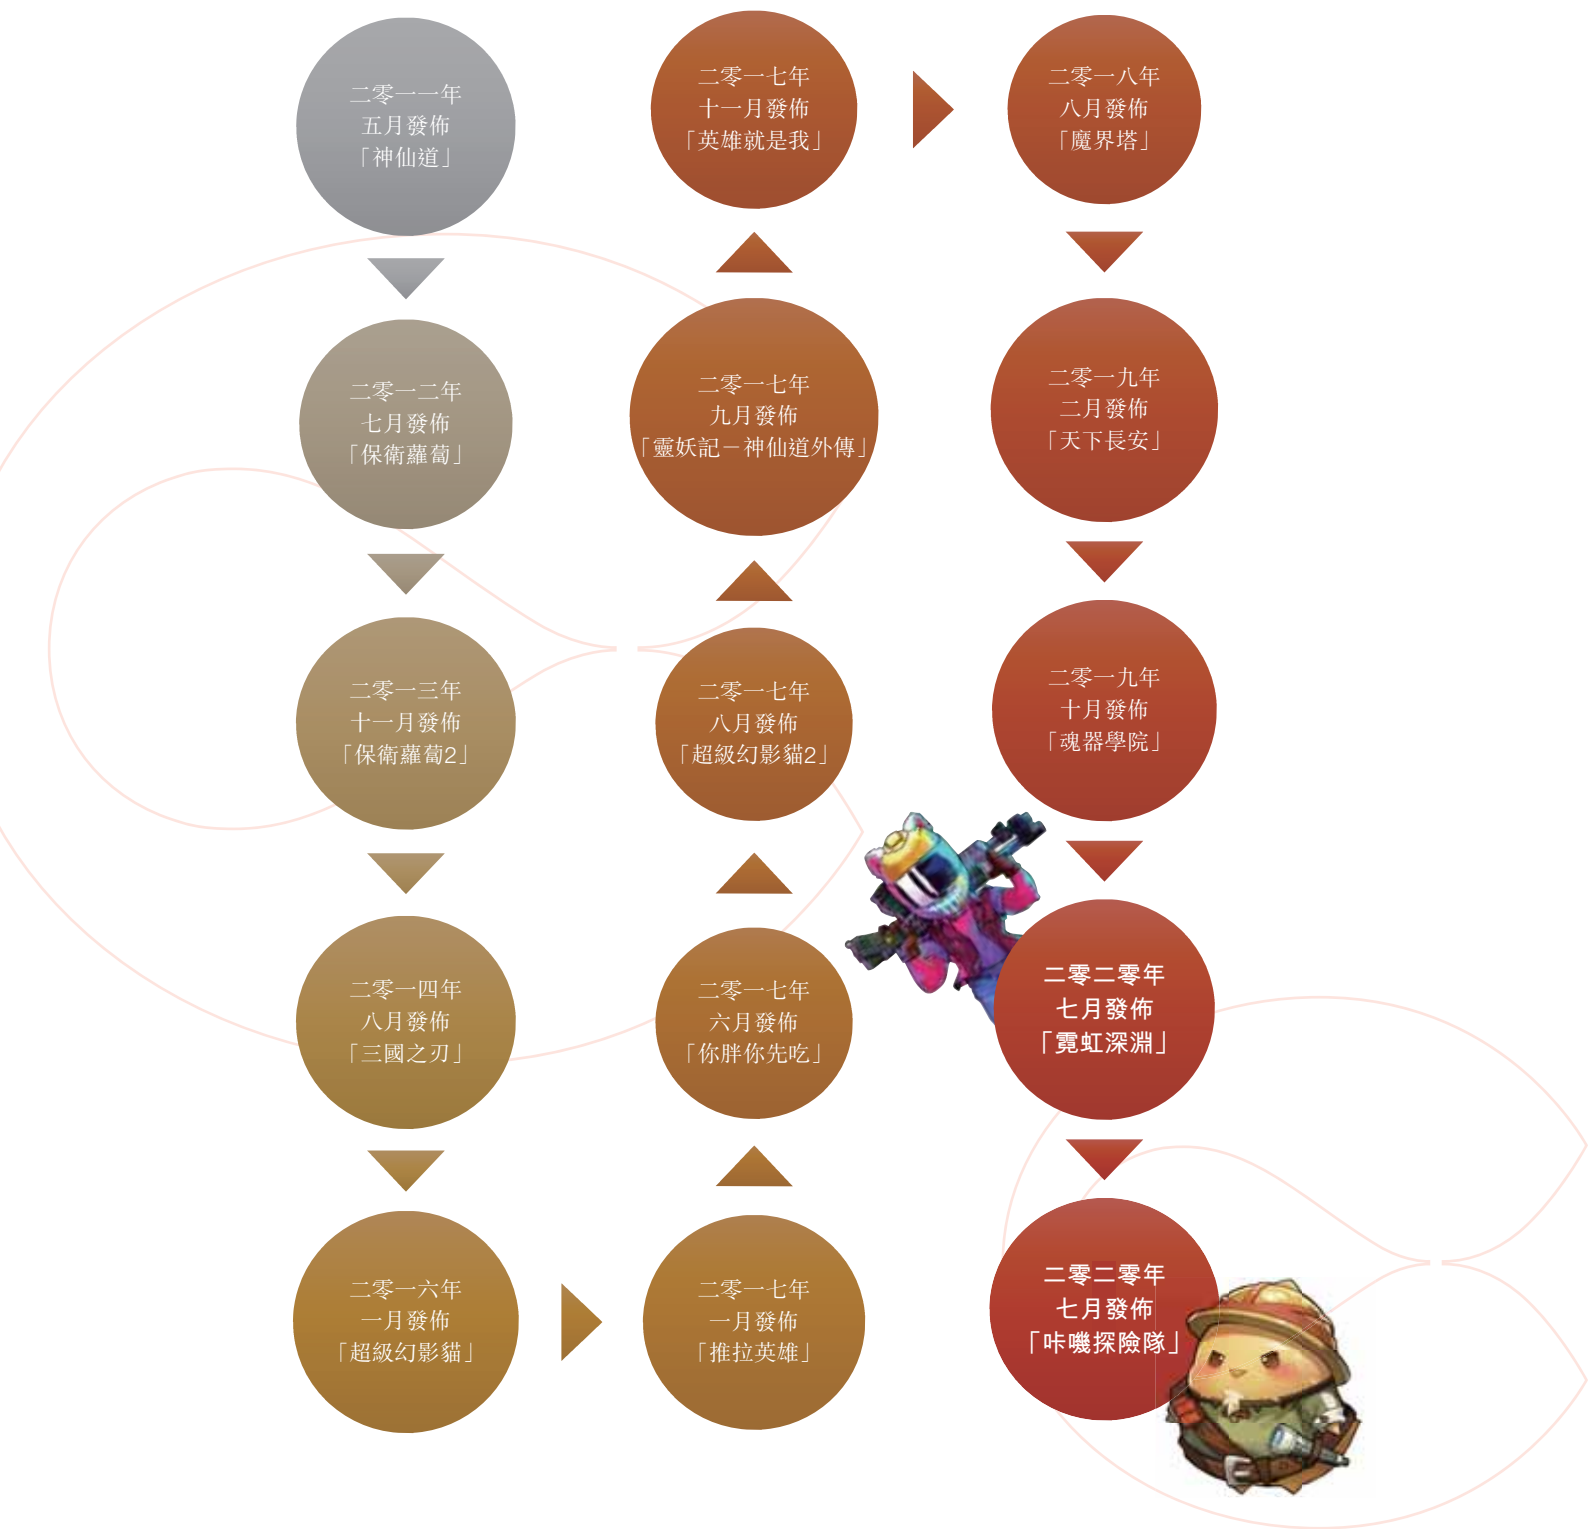 二零一一年
五月發佈
「神仙道」
二零一二年
七月發佈
「保衛蘿蔔」
二零一三年
十一月發佈
「保衛蘿蔔2」
二零一四年
八月發佈
「三國之刃」
二零一六年
一月發佈
「超級幻影貓」
二零一七年
一月發佈
「推拉英雄」
二零一七年
六月發佈
「你胖你先吃」
二零一七年
八月發佈
「超級幻影貓2」
二零一七年
九月發佈
「靈妖記－神仙道外傳」
二零一七年
十一月發佈
「英雄就是我」
二零一八年
八月發佈
「魔界塔」
二零一九年
二月發佈
「天下長安」
二零一九年
十月發佈
「魂器學院」
二零二零年
七月發佈
「霓虹深淵」
二零二零年
七月發佈
「咔嘰探險隊」